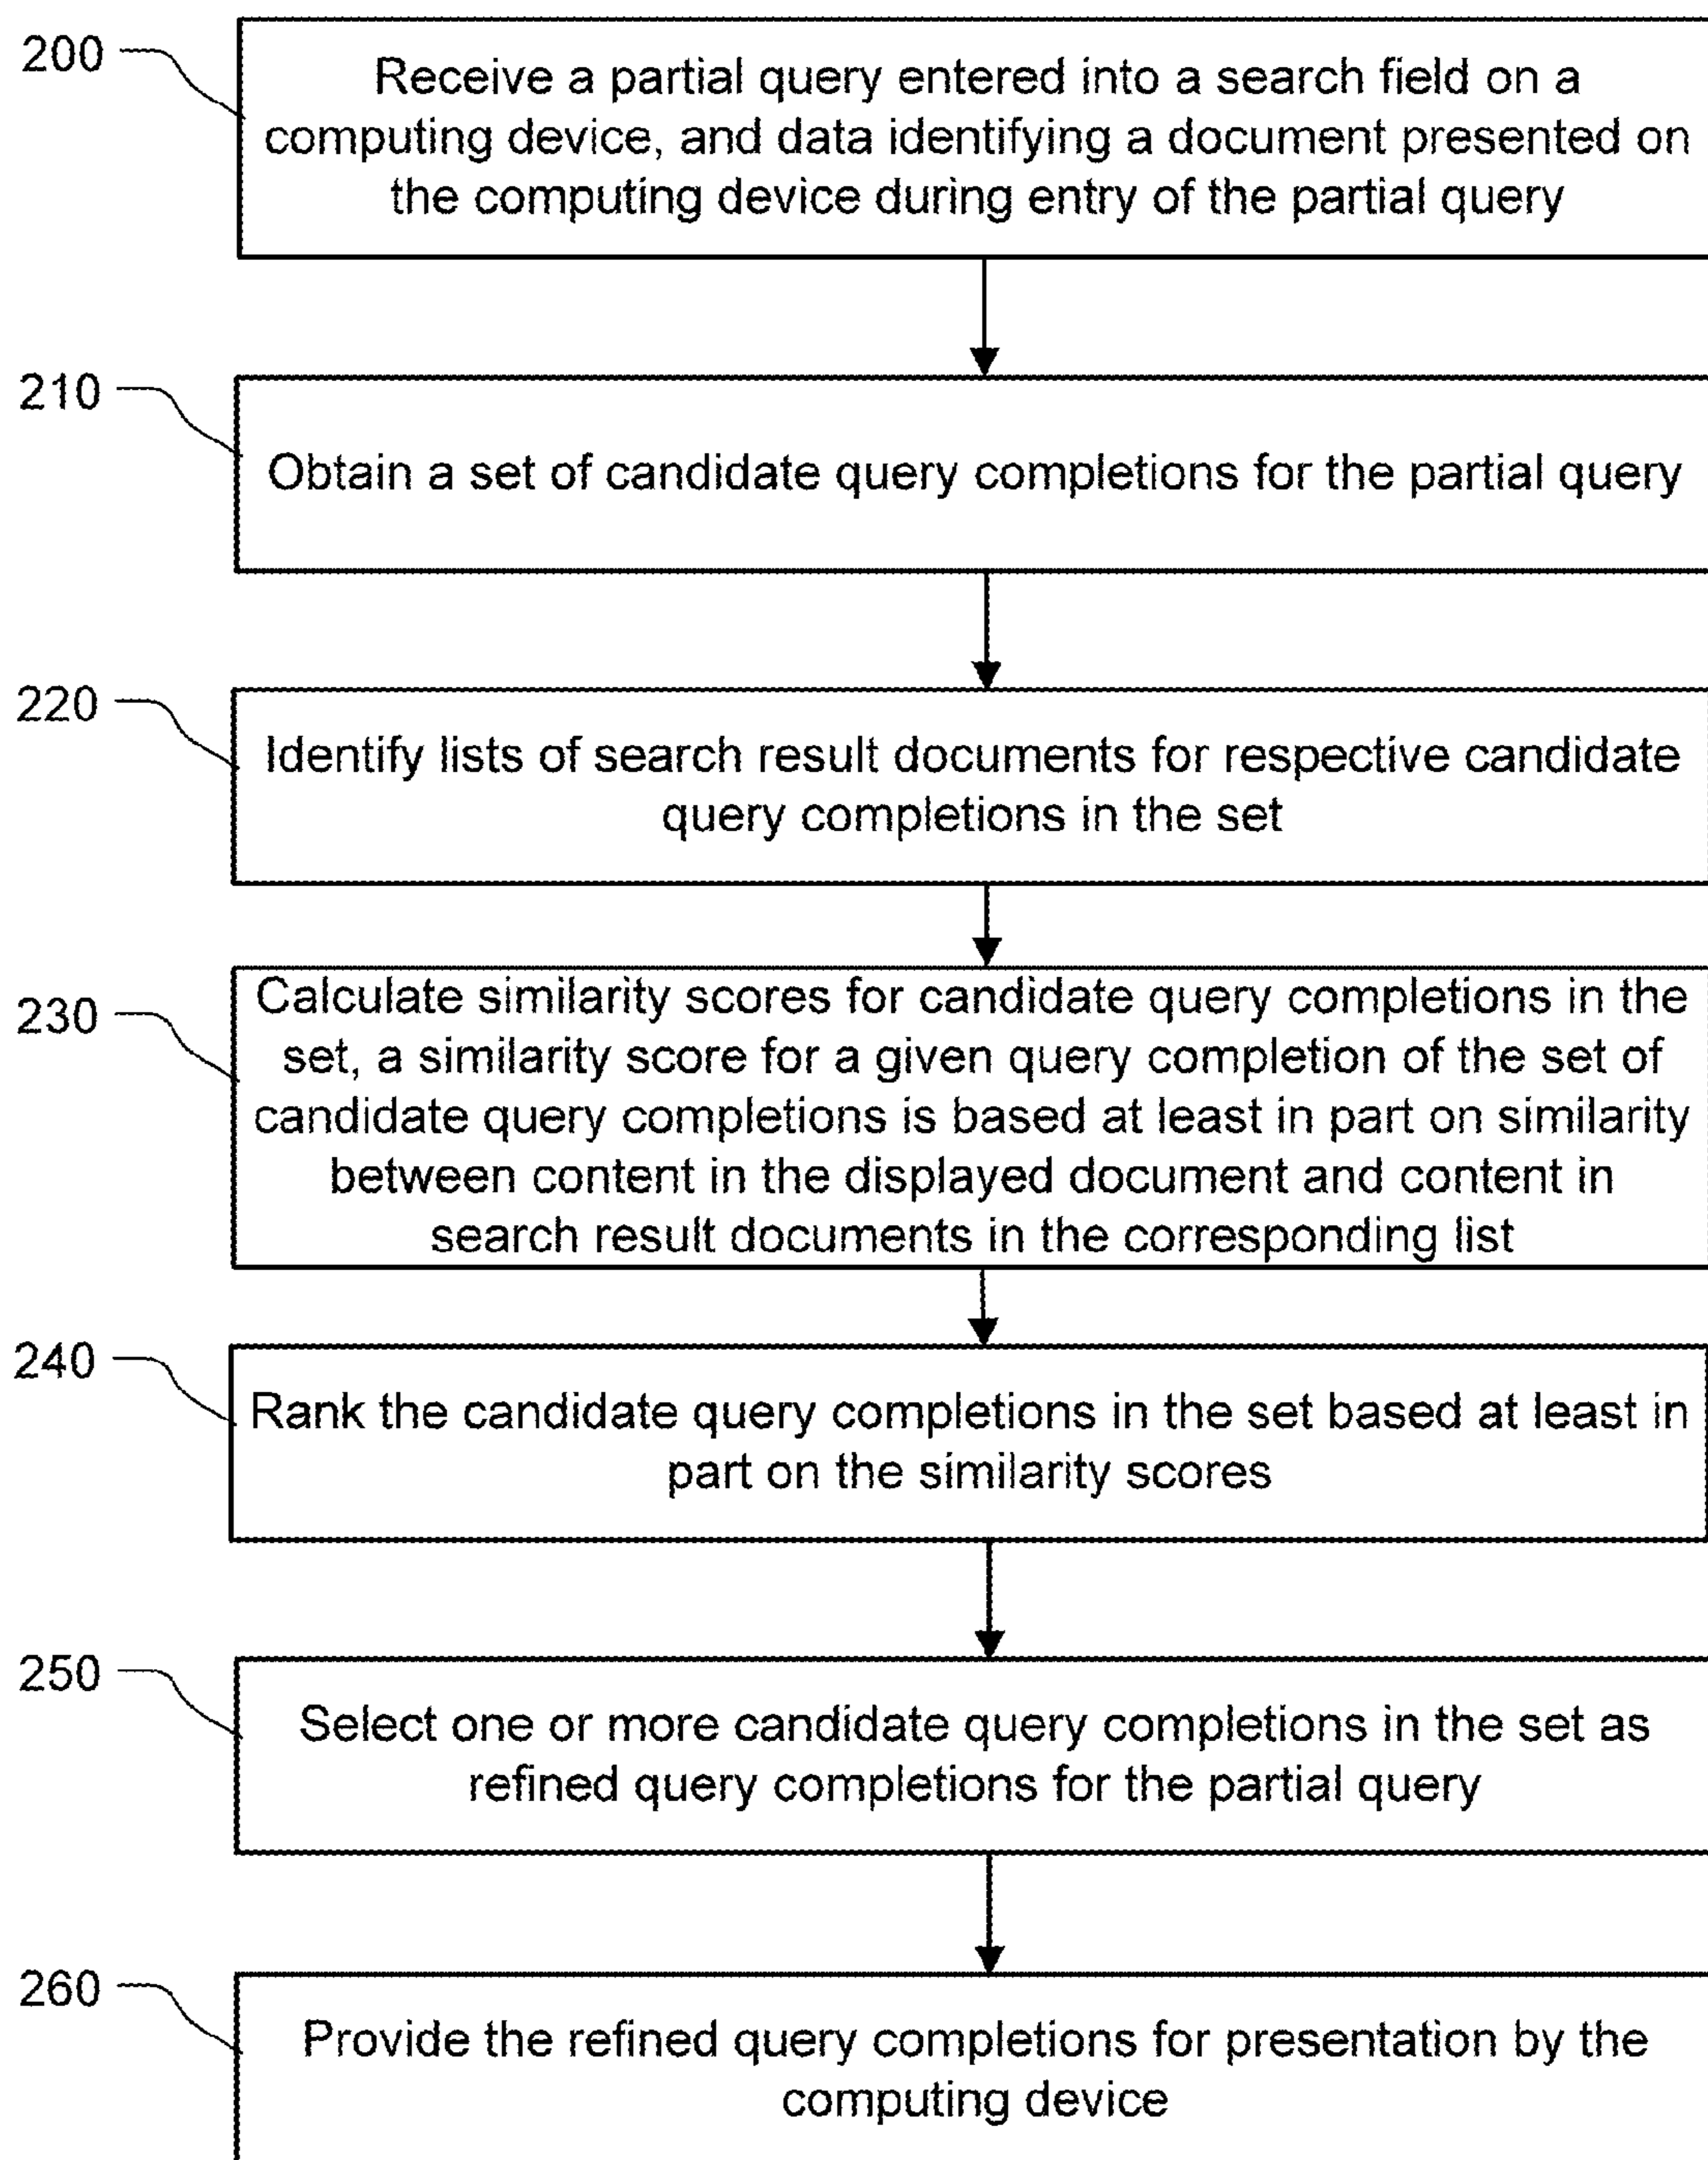 200
Receive a partial query entered into a search field on a
computing device, and data identifying a document presented on
the computing device during entry of the partial query
210
Obtain a set of candidate query completions for the partial query
220
Identify lists of search result documents for respective candidate
query completions in the set
230
Calculate similarity scores for candidate query completions in the
set, a similarity score for a given query completion of the set of
candidate query completions is based at least in part on similarity
between content in the displayed document and content in
search result documents in the corresponding list
240
Rank the candidate query completions in the set based at least in
part on the similarity scores
250
Select one or more candidate query completions in the set as
refined query completions for the partial query
260
Provide the refined query completions for presentation by the
computing device